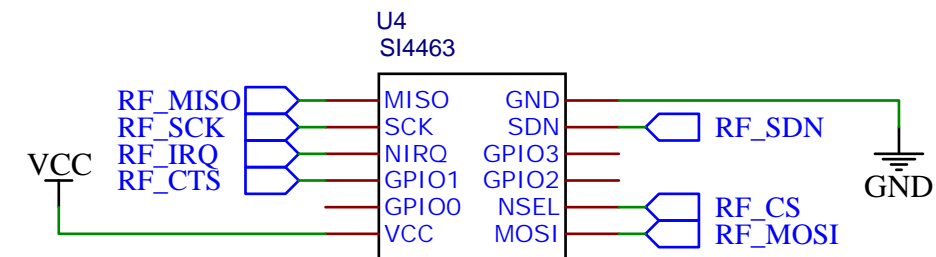 U4
SI4463
RF_MISO MISO GND
RF_SCK SCK SDN RF_SDN
RF_IRQ NIRQ GPIO3
VCC RF_CTS GPIO1 GPIO2 GND
GPIO0 NSEL RF_CS
VCC MOSI RF_MOSI